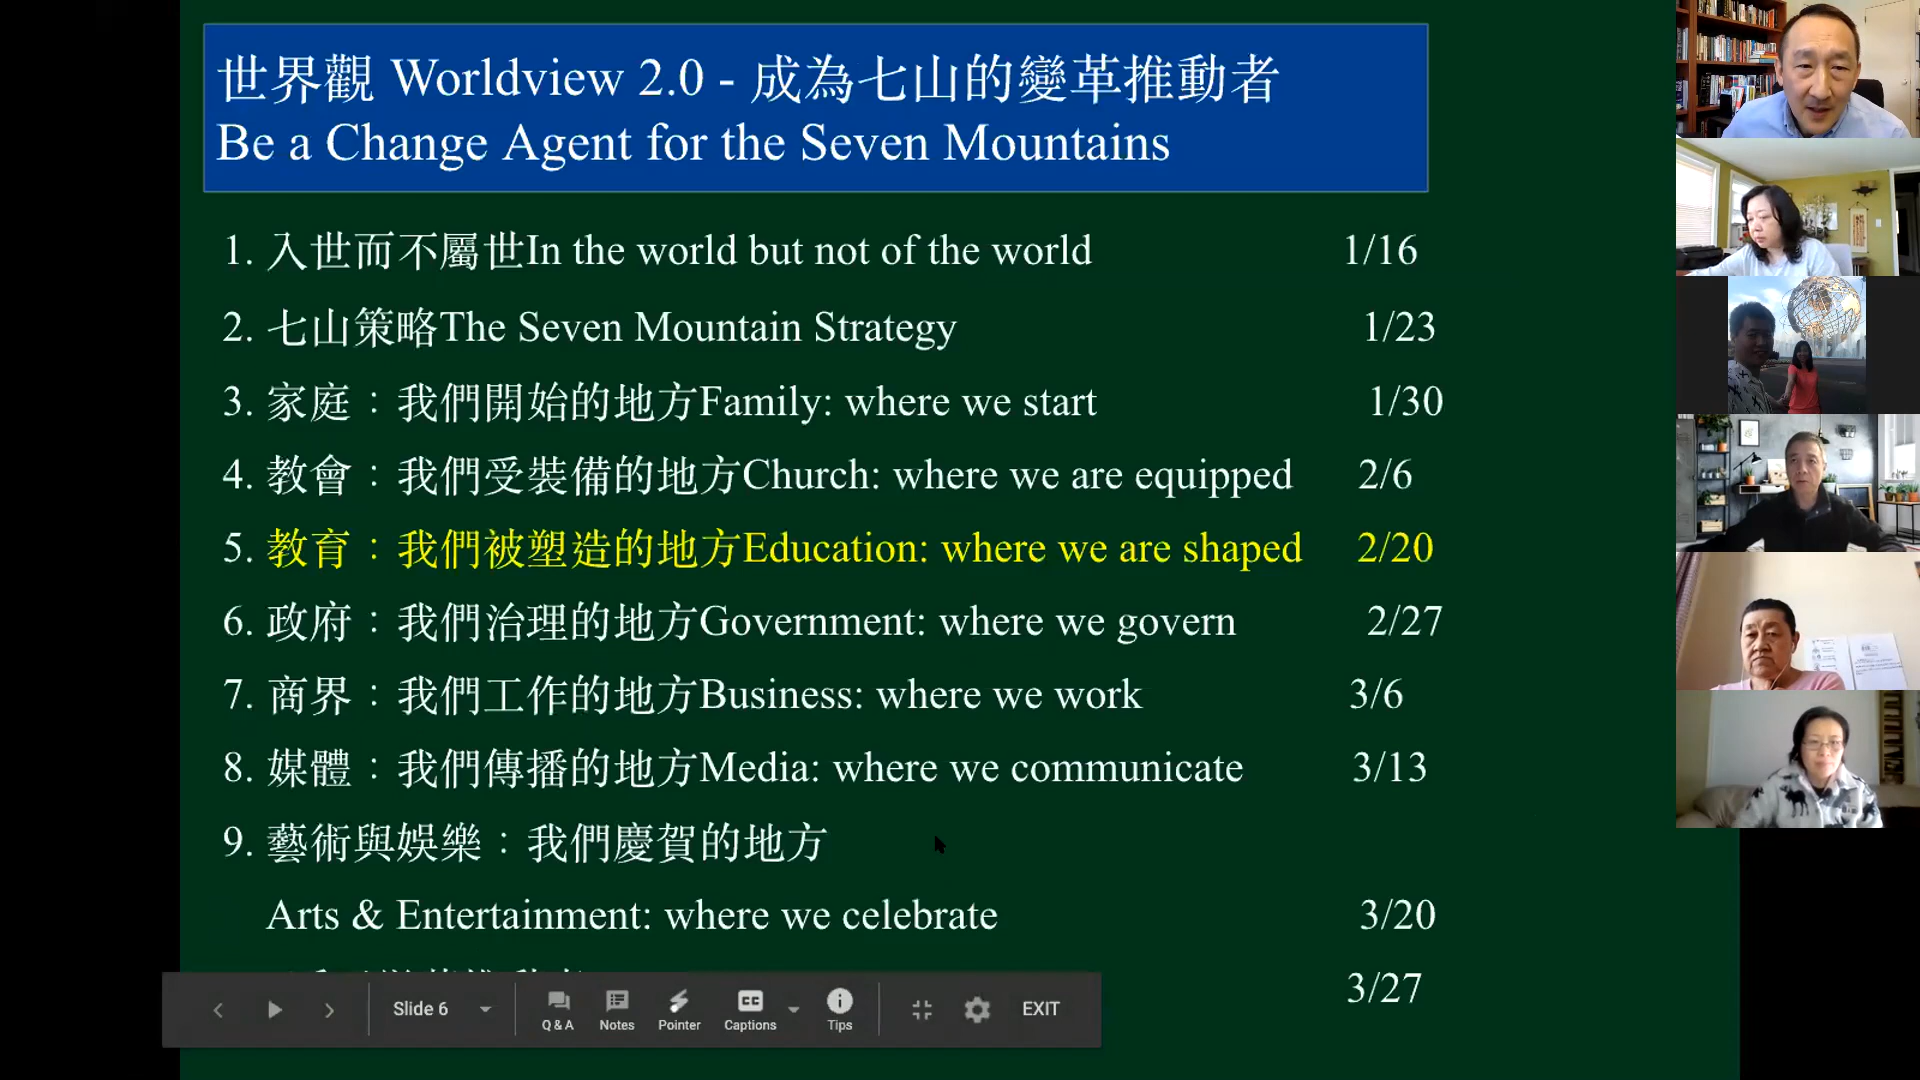 世界觀 Worldview 2.0 - 成為七山的變革推動者
Be a Change Agent for the Seven Mountains
1. 入世而不屬世In the world but not of the world 1/16
2. 七山策略The Seven Mountain Strategy 1/23
3. 家庭：我們開始的地方Family: where we start 1/30
4. 教會：我們受裝備的地方Church: where we are equipped 2/6
5. 教育：我們被塑造的地方Education: where we are shaped 2/20
6. 政府：我們治理的地方Government: where we govern 2/27
7. 商界：我們工作的地方Business: where we work 3/6
8. 媒體：我們傳播的地方Media: where we communicate 3/13
9. 藝術與娛樂：我們慶賀的地方
Arts & Entertainment: where we celebrate 3/20
3/27
Slide 6 Q & A Notes Pointer Captions Tips EXIT